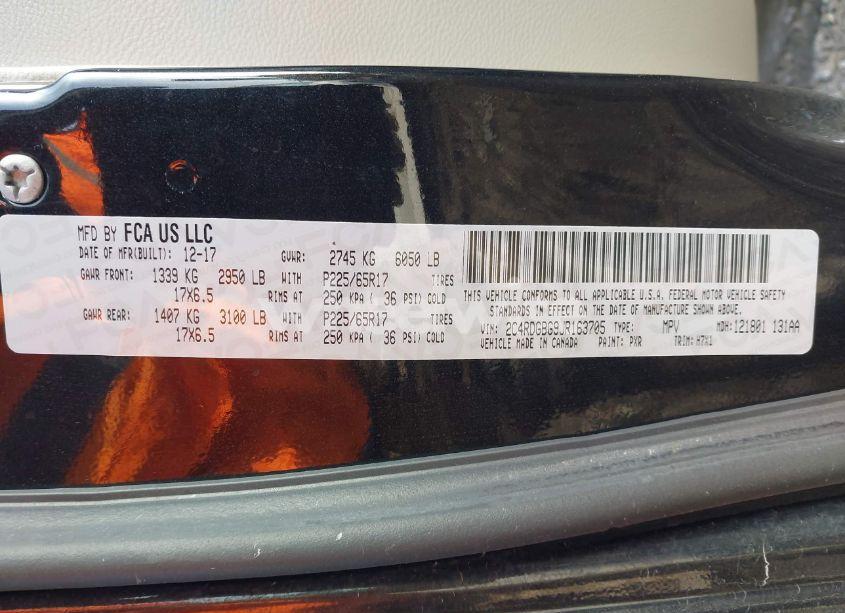 MFD BY FCA US LLC
DATE OF MFR(BUILT): 12-17 GVWR: 2745 KG 6050 LB
GAWR FRONT: 1339 KG 2950 LB WITH P225/65R17 TIRES
17X6.5 RIMS AT 250 KPA ( 36 PSI) COLD
GAWR REAR: 1407 KG 3100 LB WITH P225/65R17 TIRES
17X6.5 RIMS AT 250 KPA ( 36 PSI) COLD
THIS VEHICLE CONFORMS TO ALL APPLICABLE U.S.A. FEDERAL MOTOR VEHICLE SAFETY
STANDARDS IN EFFECT ON THE DATE OF MANUFACTURE SHOWN ABOVE.
VIN: 2C4RDGBG9JR163705 TYPE: MPV MDH: 121801 131AA
VEHICLE MADE IN CANADA PAINT: PXR TRIM: H7X1